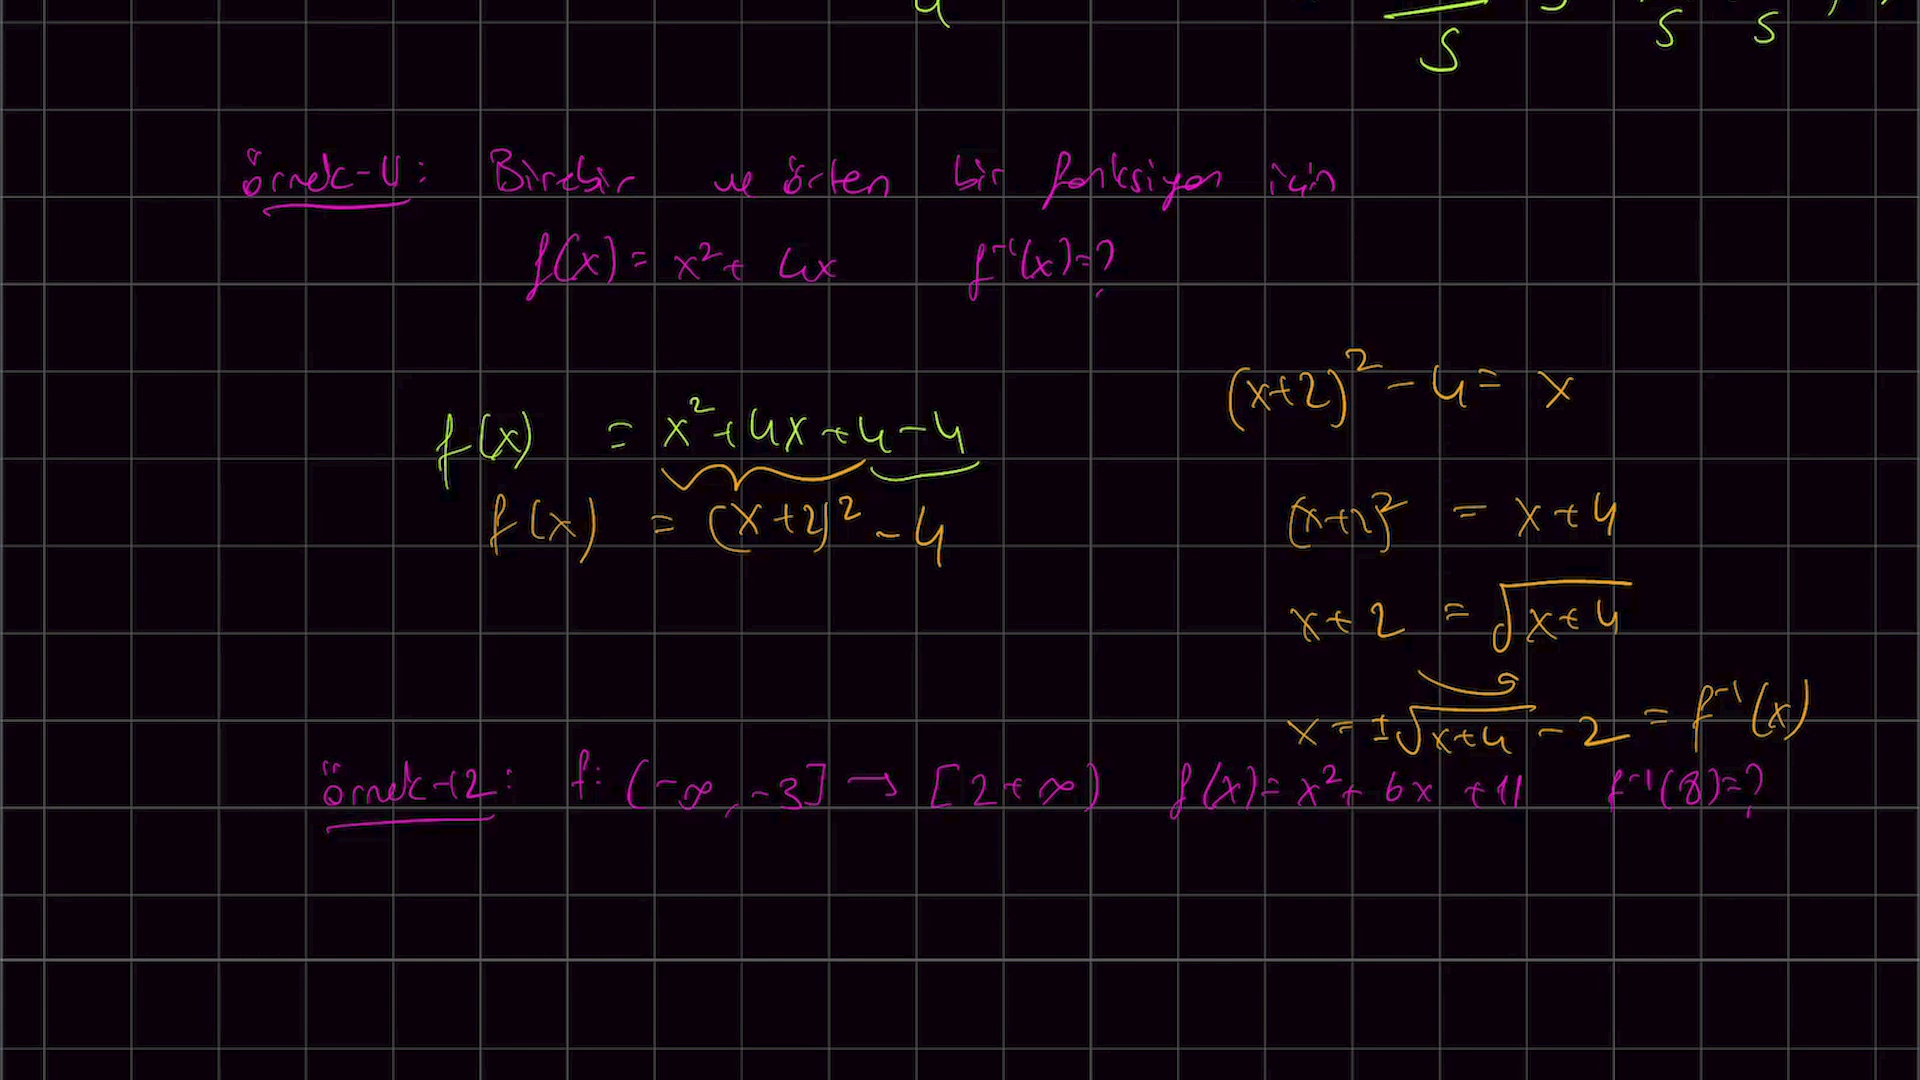 örnek-4: Birebir ve örten bir fonksiyon için
f(x) = x² + 4x f⁻¹(x)=?
f(x) = x²+4x+4-4
f(x) = (x+2)² - 4
(x+2)² - 4 = x
(x+2)² = x+4
x+2 = √x+4
x = ±√x+4 - 2 = f⁻¹(x)
örnek-12: f: (-∞, -3] → [2+∞) f(x)= x²+ 6x +11 f⁻¹(8)=?